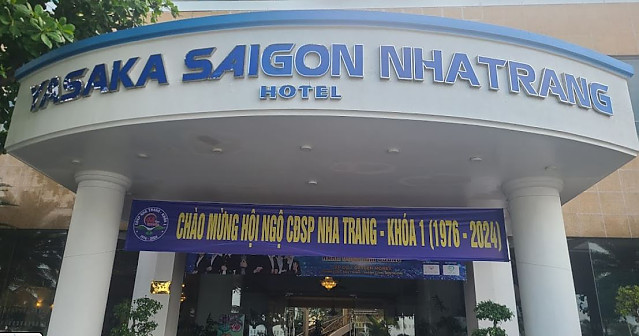 YASAKA SAIGON NHATRANG
HOTEL
CHÀO MỪNG HỘI NGỘ CĐSP NHA TRANG - KHÓA 1 (1976 - 2024)